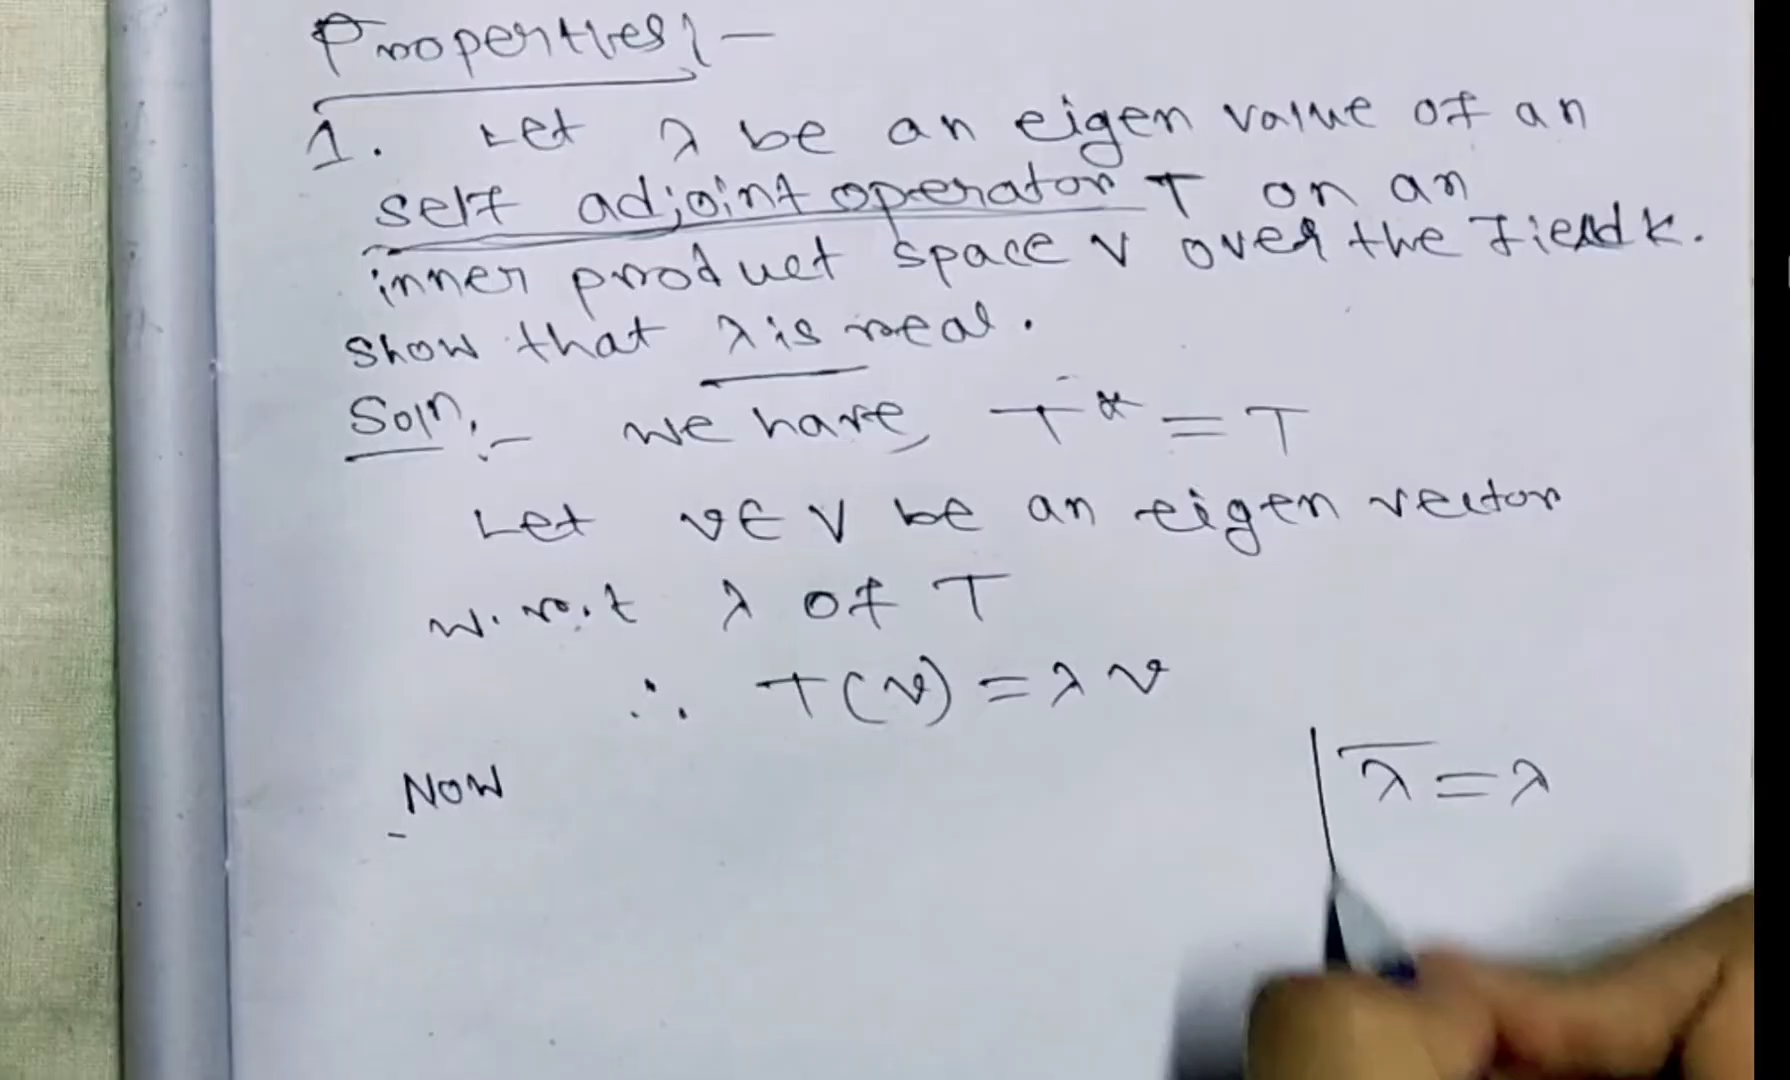 Properties:-
1. Let λ be an eigen value of an
self adjoint operator T on an
inner product space V over the field K.
show that λ is real.
Soln:- we have, T* = T
Let v ∈ V be an eigen vector
w.r.t λ of T
∴ T(v) = λv
Now
λ̅ = λ